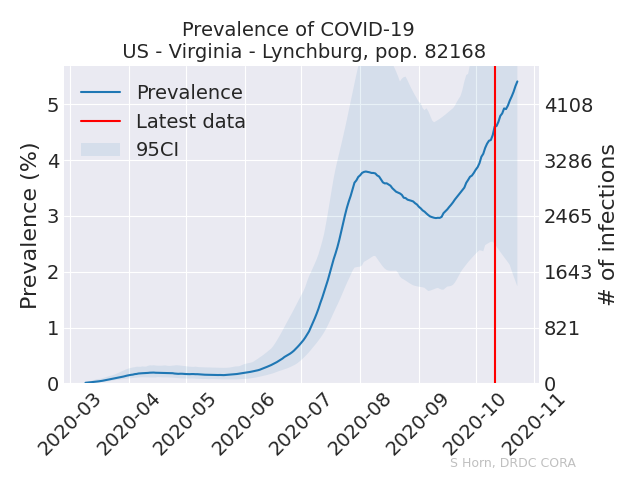 Prevalence of COVID-19
US - Virginia - Lynchburg, pop. 82168
Prevalence
Latest data
95CI
Prevalence (%)
5
4
3
2
1
0
4108
3286
2465
1643
821
0
# of infections
2020-03
2020-04
2020-05
2020-06
2020-07
2020-08
2020-09
2020-10
2020-11
S Horn, DRDC CORA